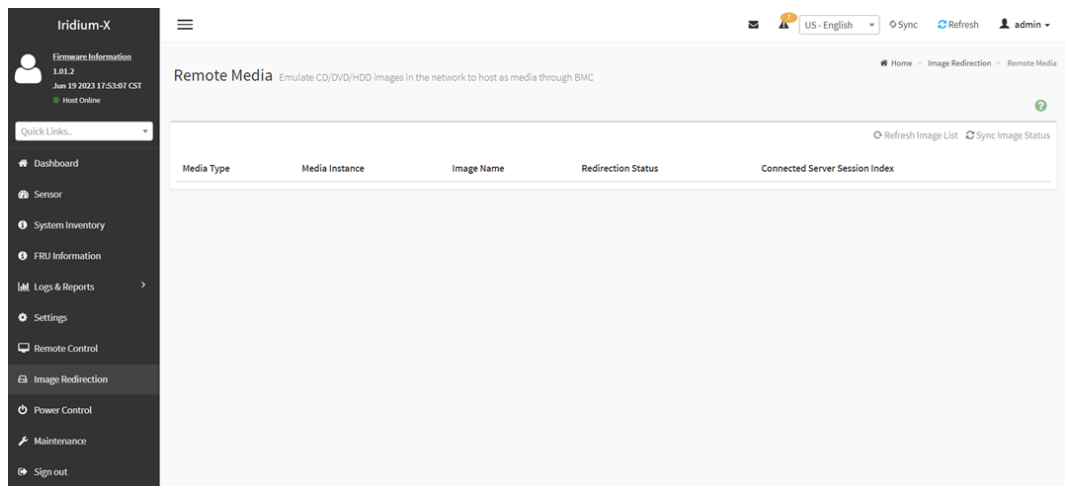 Iridium-X
7
US - English
Sync
Refresh
admin
Firmware Information
1.01.2
Jun 19 2023 17:53:07 CST
Host Online
Quick Links..
Dashboard
Sensor
System Inventory
FRU Information
Logs & Reports
Settings
Remote Control
Image Redirection
Power Control
Maintenance
Sign out
Remote Media Emulate CD/DVD/HDD images in the network to host as media through BMC
Home > Image Redirection > Remote Media
?
Refresh Image List Sync Image Status
Media Type Media Instance Image Name Redirection Status Connected Server Session Index